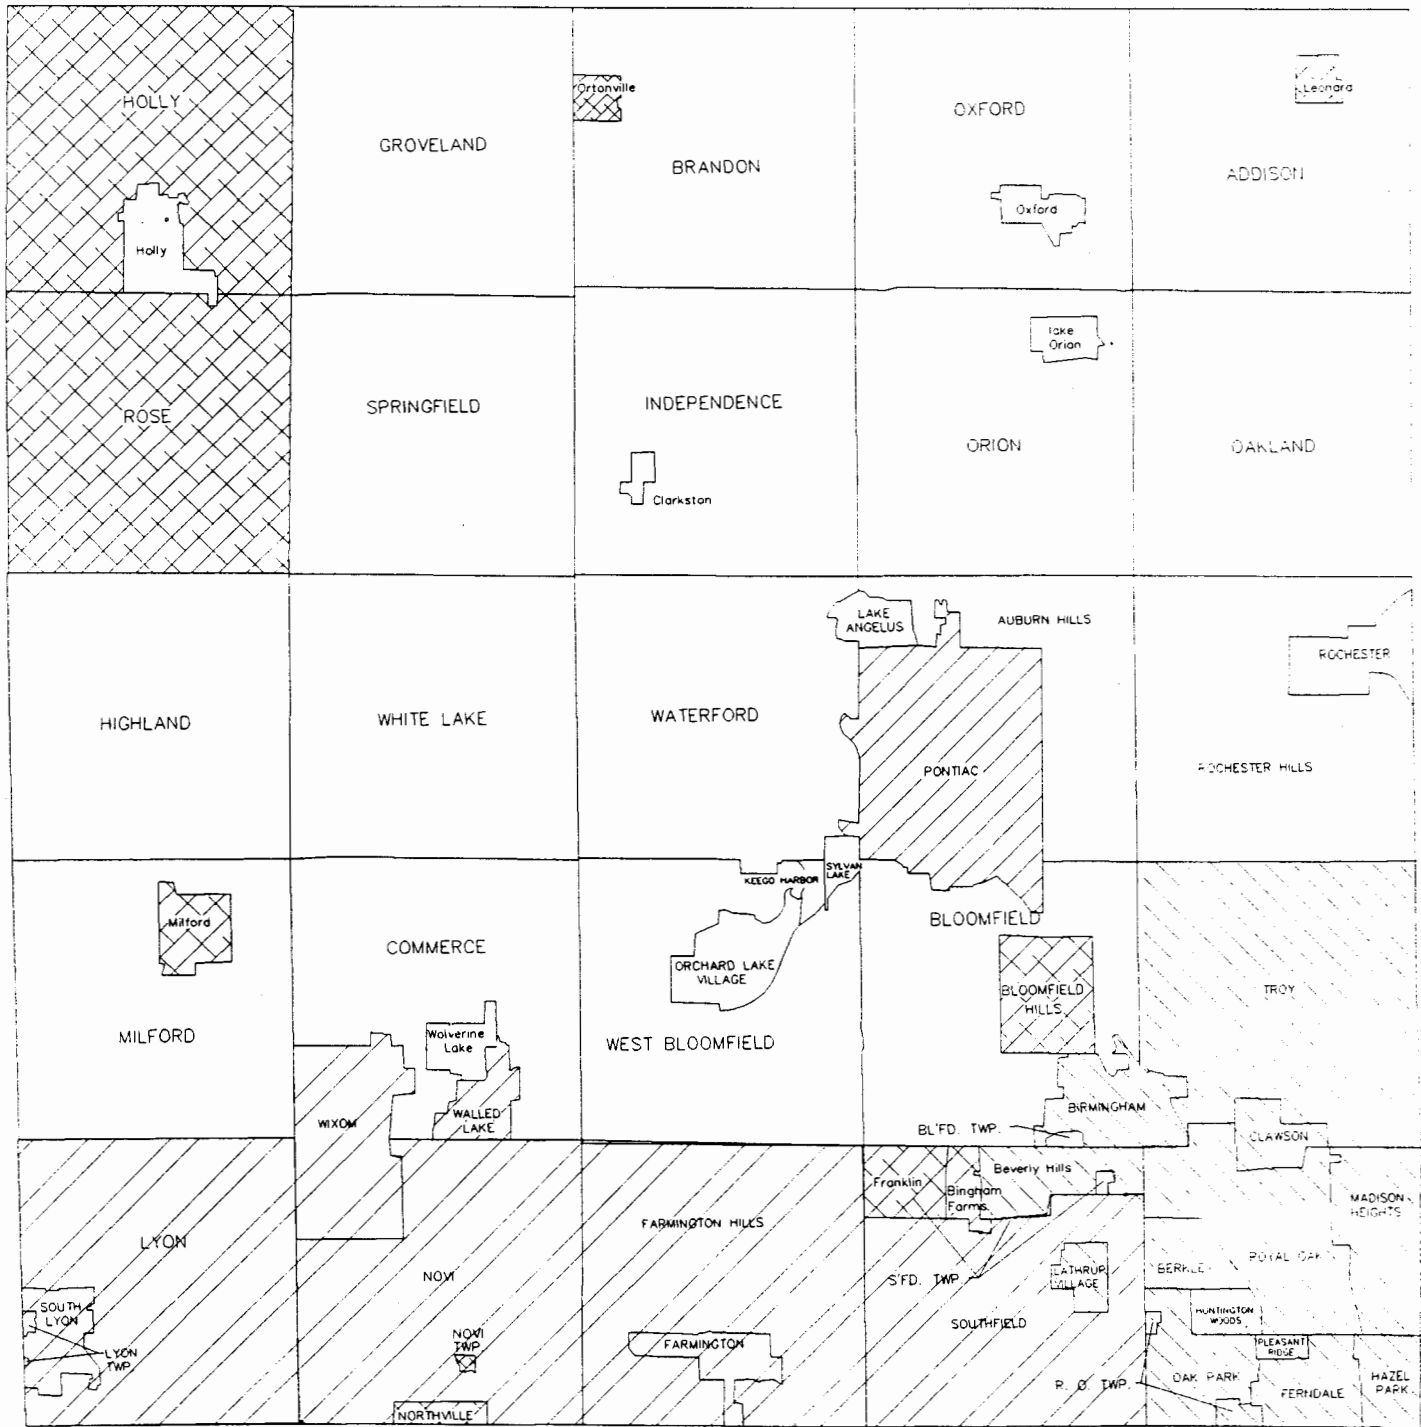 HOLLY
Holly
GROVELAND
Ortonville
BRANDON
OXFORD
Oxford
Leonard
ADDISON
ROSE
SPRINGFIELD
INDEPENDENCE
Clarkston
lake
Orion
ORION
OAKLAND
HIGHLAND
WHITE LAKE
WATERFORD
LAKE
ANGELUS
AUBURN HILLS
PONTIAC
ROCHESTER
ROCHESTER HILLS
Milford
MILFORD
COMMERCE
Wolverine
Lake
WALLED
LAKE
WIXOM
KEEGO HARBOR
SYLVAN
LAKE
ORCHARD LAKE
VILLAGE
WEST BLOOMFIELD
BLOOMFIELD
BLOOMFIELD
HILLS
BIRMINGHAM
BL'FD. TWP.
TROY
CLAWSON
LYON
SOUTH
LYON
LYON
TWP.
NOVI
NOVI
TWP
NORTHVILLE
FARMINGTON HILLS
FARMINGTON
Franklin
Bingham
Farms
Beverly Hills
S'FD. TWP.
LATHRUP
VILLAGE
SOUTHFIELD
MADISON
HEIGHTS
ROYAL OAK
BERKLEY
HUNTINGTON
WOODS
PLEASANT
RIDGE
R. O. TWP.
OAK PARK
FERNDALE
HAZEL
PARK